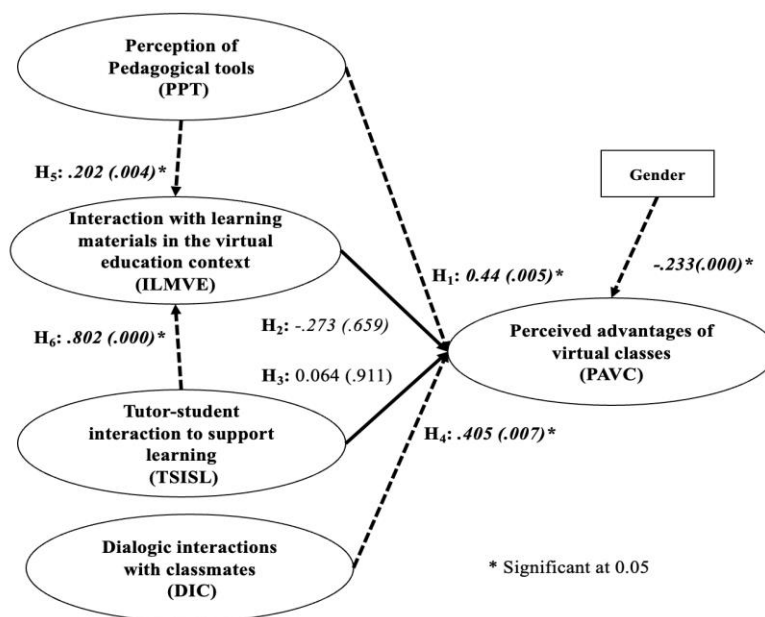 Perception of
Pedagogical tools
(PPT)
H5: .202 (.004)*
Gender
Interaction with learning
materials in the virtual
education context
(ILMVE)
H1: 0.44 (.005)*
-.233(.000)*
H2: -.273 (.659)
H6: .802 (.000)*
Perceived advantages of
virtual classes
(PAVC)
H3: 0.064 (.911)
Tutor-student
interaction to support
learning
(TSISL)
H4: .405 (.007)*
Dialogic interactions
with classmates
(DIC)
* Significant at 0.05